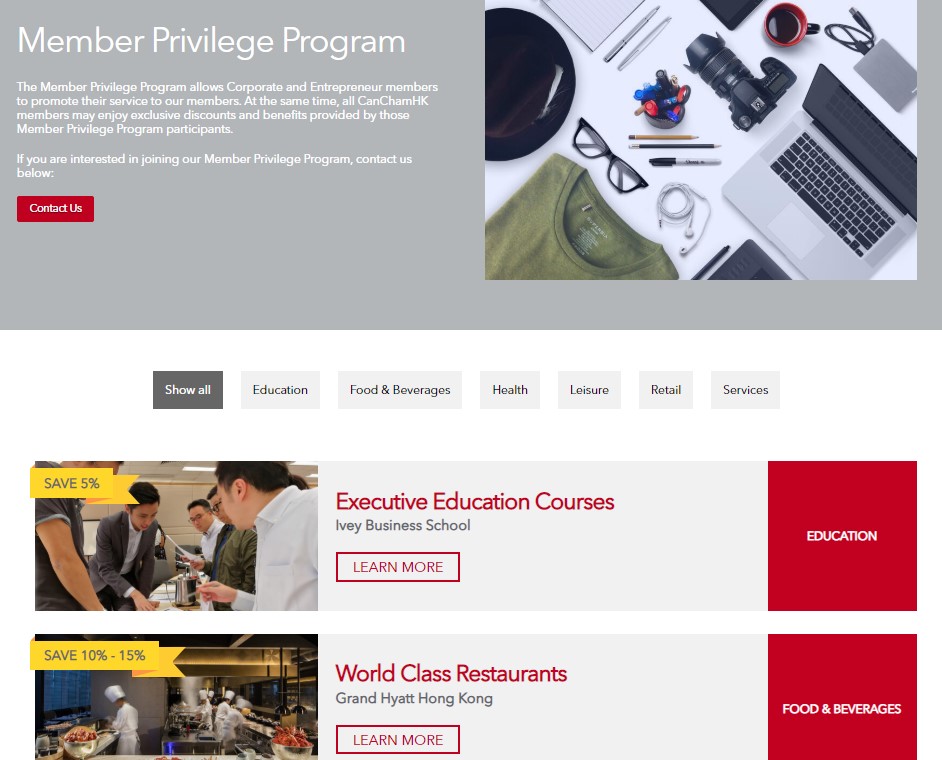 Member Privilege Program
The Member Privilege Program allows Corporate and Entrepreneur members
to promote their service to our members. At the same time, all CanChamHK
members may enjoy exclusive discounts and benefits provided by those
Member Privilege Program participants.
If you are interested in joining our Member Privilege Program, contact us
below:
Contact Us
Show all
Education
Food & Beverages
Health
Leisure
Retail
Services
SAVE 5%
Executive Education Courses
Ivey Business School
LEARN MORE
EDUCATION
SAVE 10% - 15%
World Class Restaurants
Grand Hyatt Hong Kong
LEARN MORE
FOOD & BEVERAGES